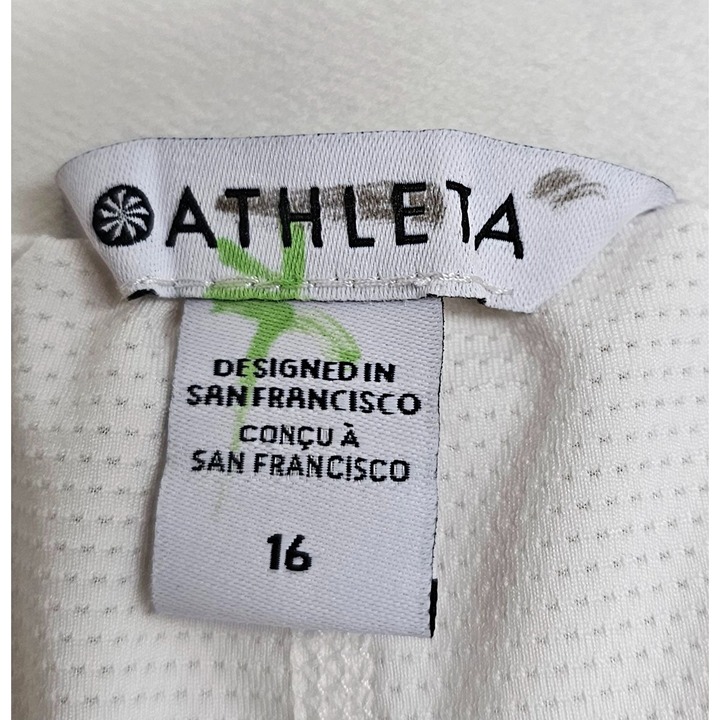 ATHLETA
DESIGNED IN
SAN FRANCISCO
CONÇU À
SAN FRANCISCO
16